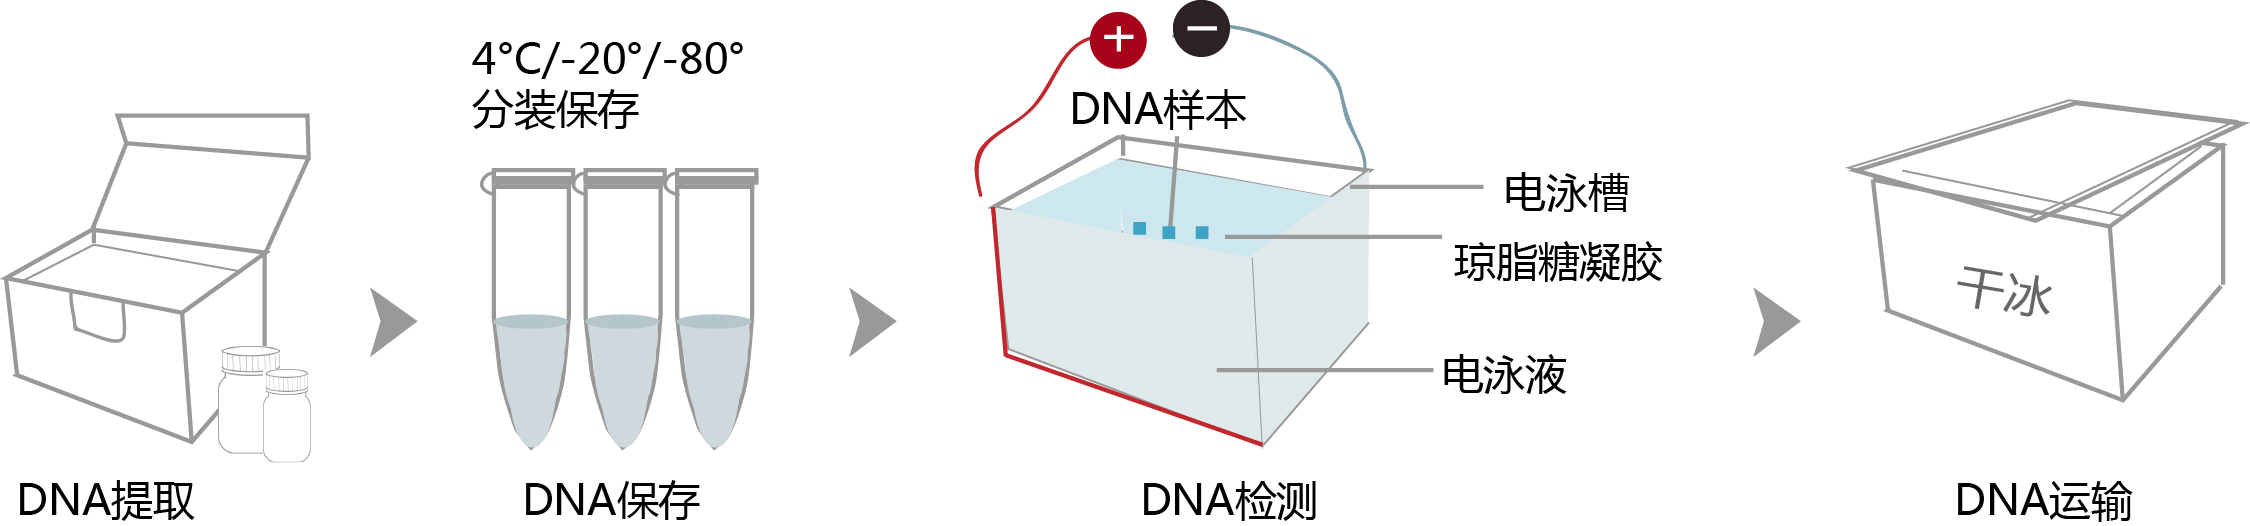 4°C/-20°/-80°
分装保存
+
−
DNA样本
电泳槽
琼脂糖凝胶
电泳液
干冰
DNA提取
DNA保存
DNA检测
DNA运输